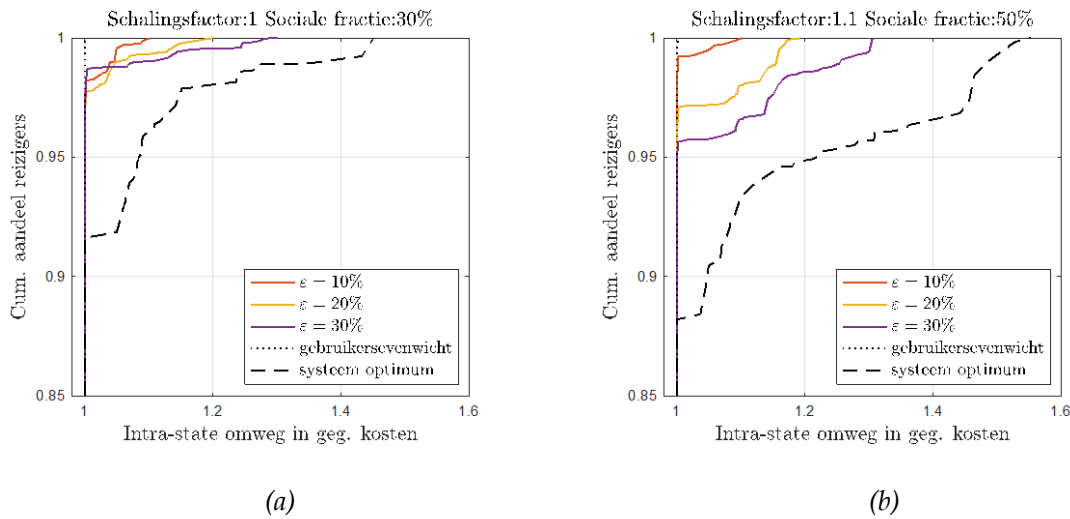 Schalingsfactor:1 Sociale fractie:30%
1
0.95
0.9
0.85
Cum. aandeel reizigers
ε = 10%
ε = 20%
ε = 30%
gebruikersevenwicht
systeem optimum
1 1.2 1.4 1.6
Intra-state omweg in geg. kosten
(a)
Schalingsfactor:1.1 Sociale fractie:50%
1
0.95
0.9
0.85
Cum. aandeel reizigers
ε = 10%
ε = 20%
ε = 30%
gebruikersevenwicht
systeem optimum
1 1.2 1.4 1.6
Intra-state omweg in geg. kosten
(b)